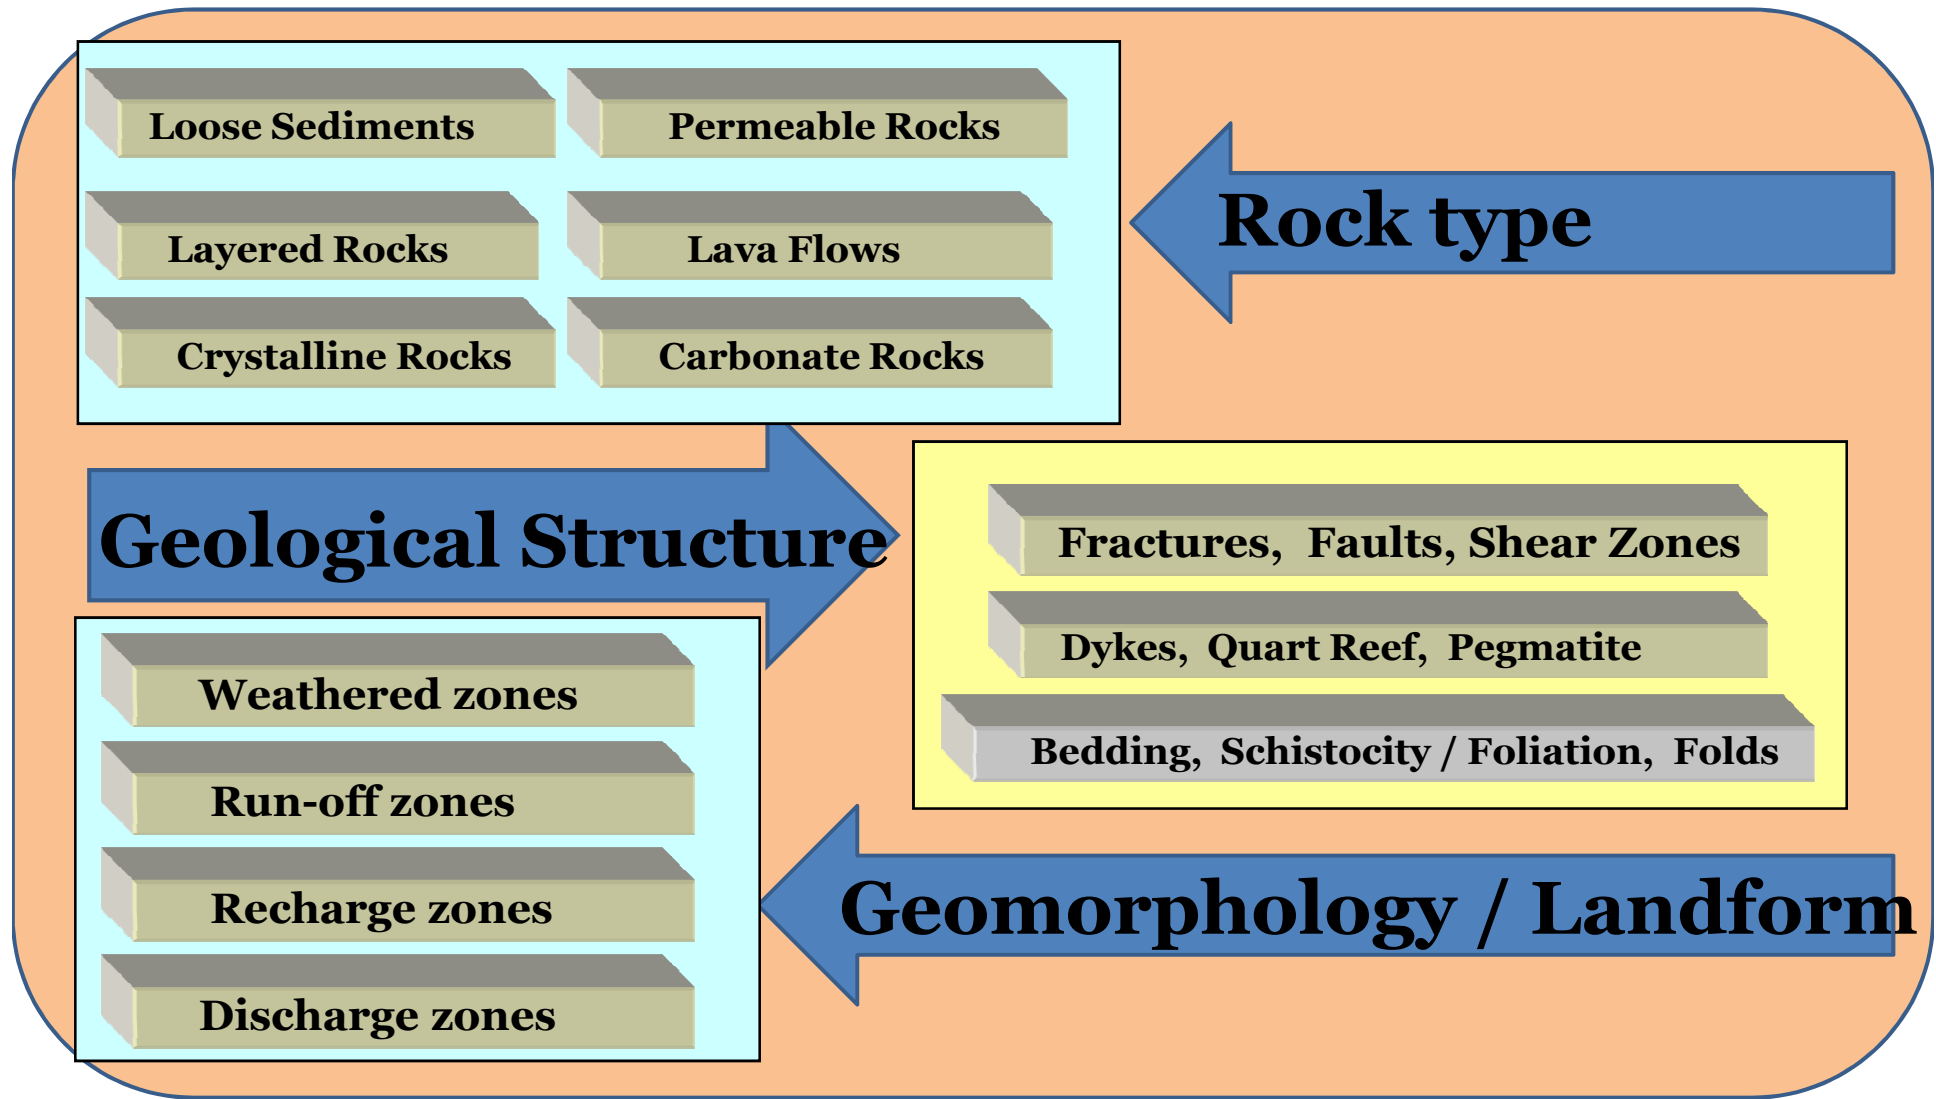 Loose Sediments
Permeable Rocks
Layered Rocks
Lava Flows
Crystalline Rocks
Carbonate Rocks
Rock type
Geological Structure
Fractures, Faults, Shear Zones
Dykes, Quart Reef, Pegmatite
Bedding, Schistocity / Foliation, Folds
Weathered zones
Run-off zones
Recharge zones
Discharge zones
Geomorphology / Landform